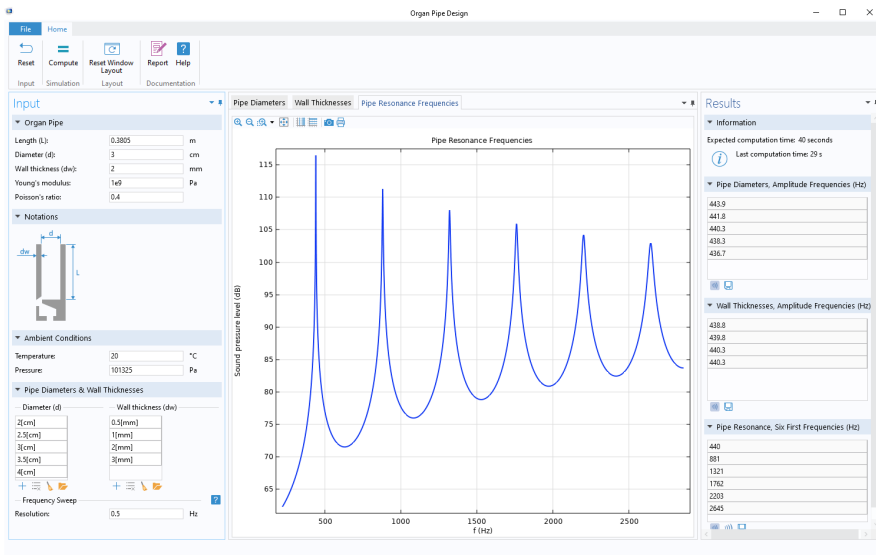 Organ Pipe Design
File Home
Reset Compute Reset Window Layout Report Help
Input Simulation Layout Documentation
Input
Organ Pipe
Length (L): 0.3805 m
Diameter (d): 3 cm
Wall thickness (dw): 2 mm
Young's modulus: 1e9 Pa
Poisson's ratio: 0.4
Notations
d
dw
L
Ambient Conditions
Temperature: 20 °C
Pressure: 101325 Pa
Pipe Diameters & Wall Thicknesses
Diameter (d) Wall thickness (dw)
2[cm] 0.5[mm]
2.5[cm] 1[mm]
3[cm] 2[mm]
3.5[cm] 3[mm]
4[cm]
Frequency Sweep
?
Resolution: 0.5 Hz
Pipe Diameters Wall Thicknesses Pipe Resonance Frequencies
Pipe Resonance Frequencies
Sound pressure level (dB)
115
110
105
100
95
90
85
80
75
70
65
500 1000 1500 2000 2500
f (Hz)
Results
Information
Expected computation time: 40 seconds
Last computation time: 29 s
Pipe Diameters, Amplitude Frequencies (Hz)
443.9
441.8
440.3
438.3
436.7
Wall Thicknesses, Amplitude Frequencies (Hz)
438.8
439.8
440.3
440.3
Pipe Resonance, Six First Frequencies (Hz)
440
881
1321
1762
2203
2645